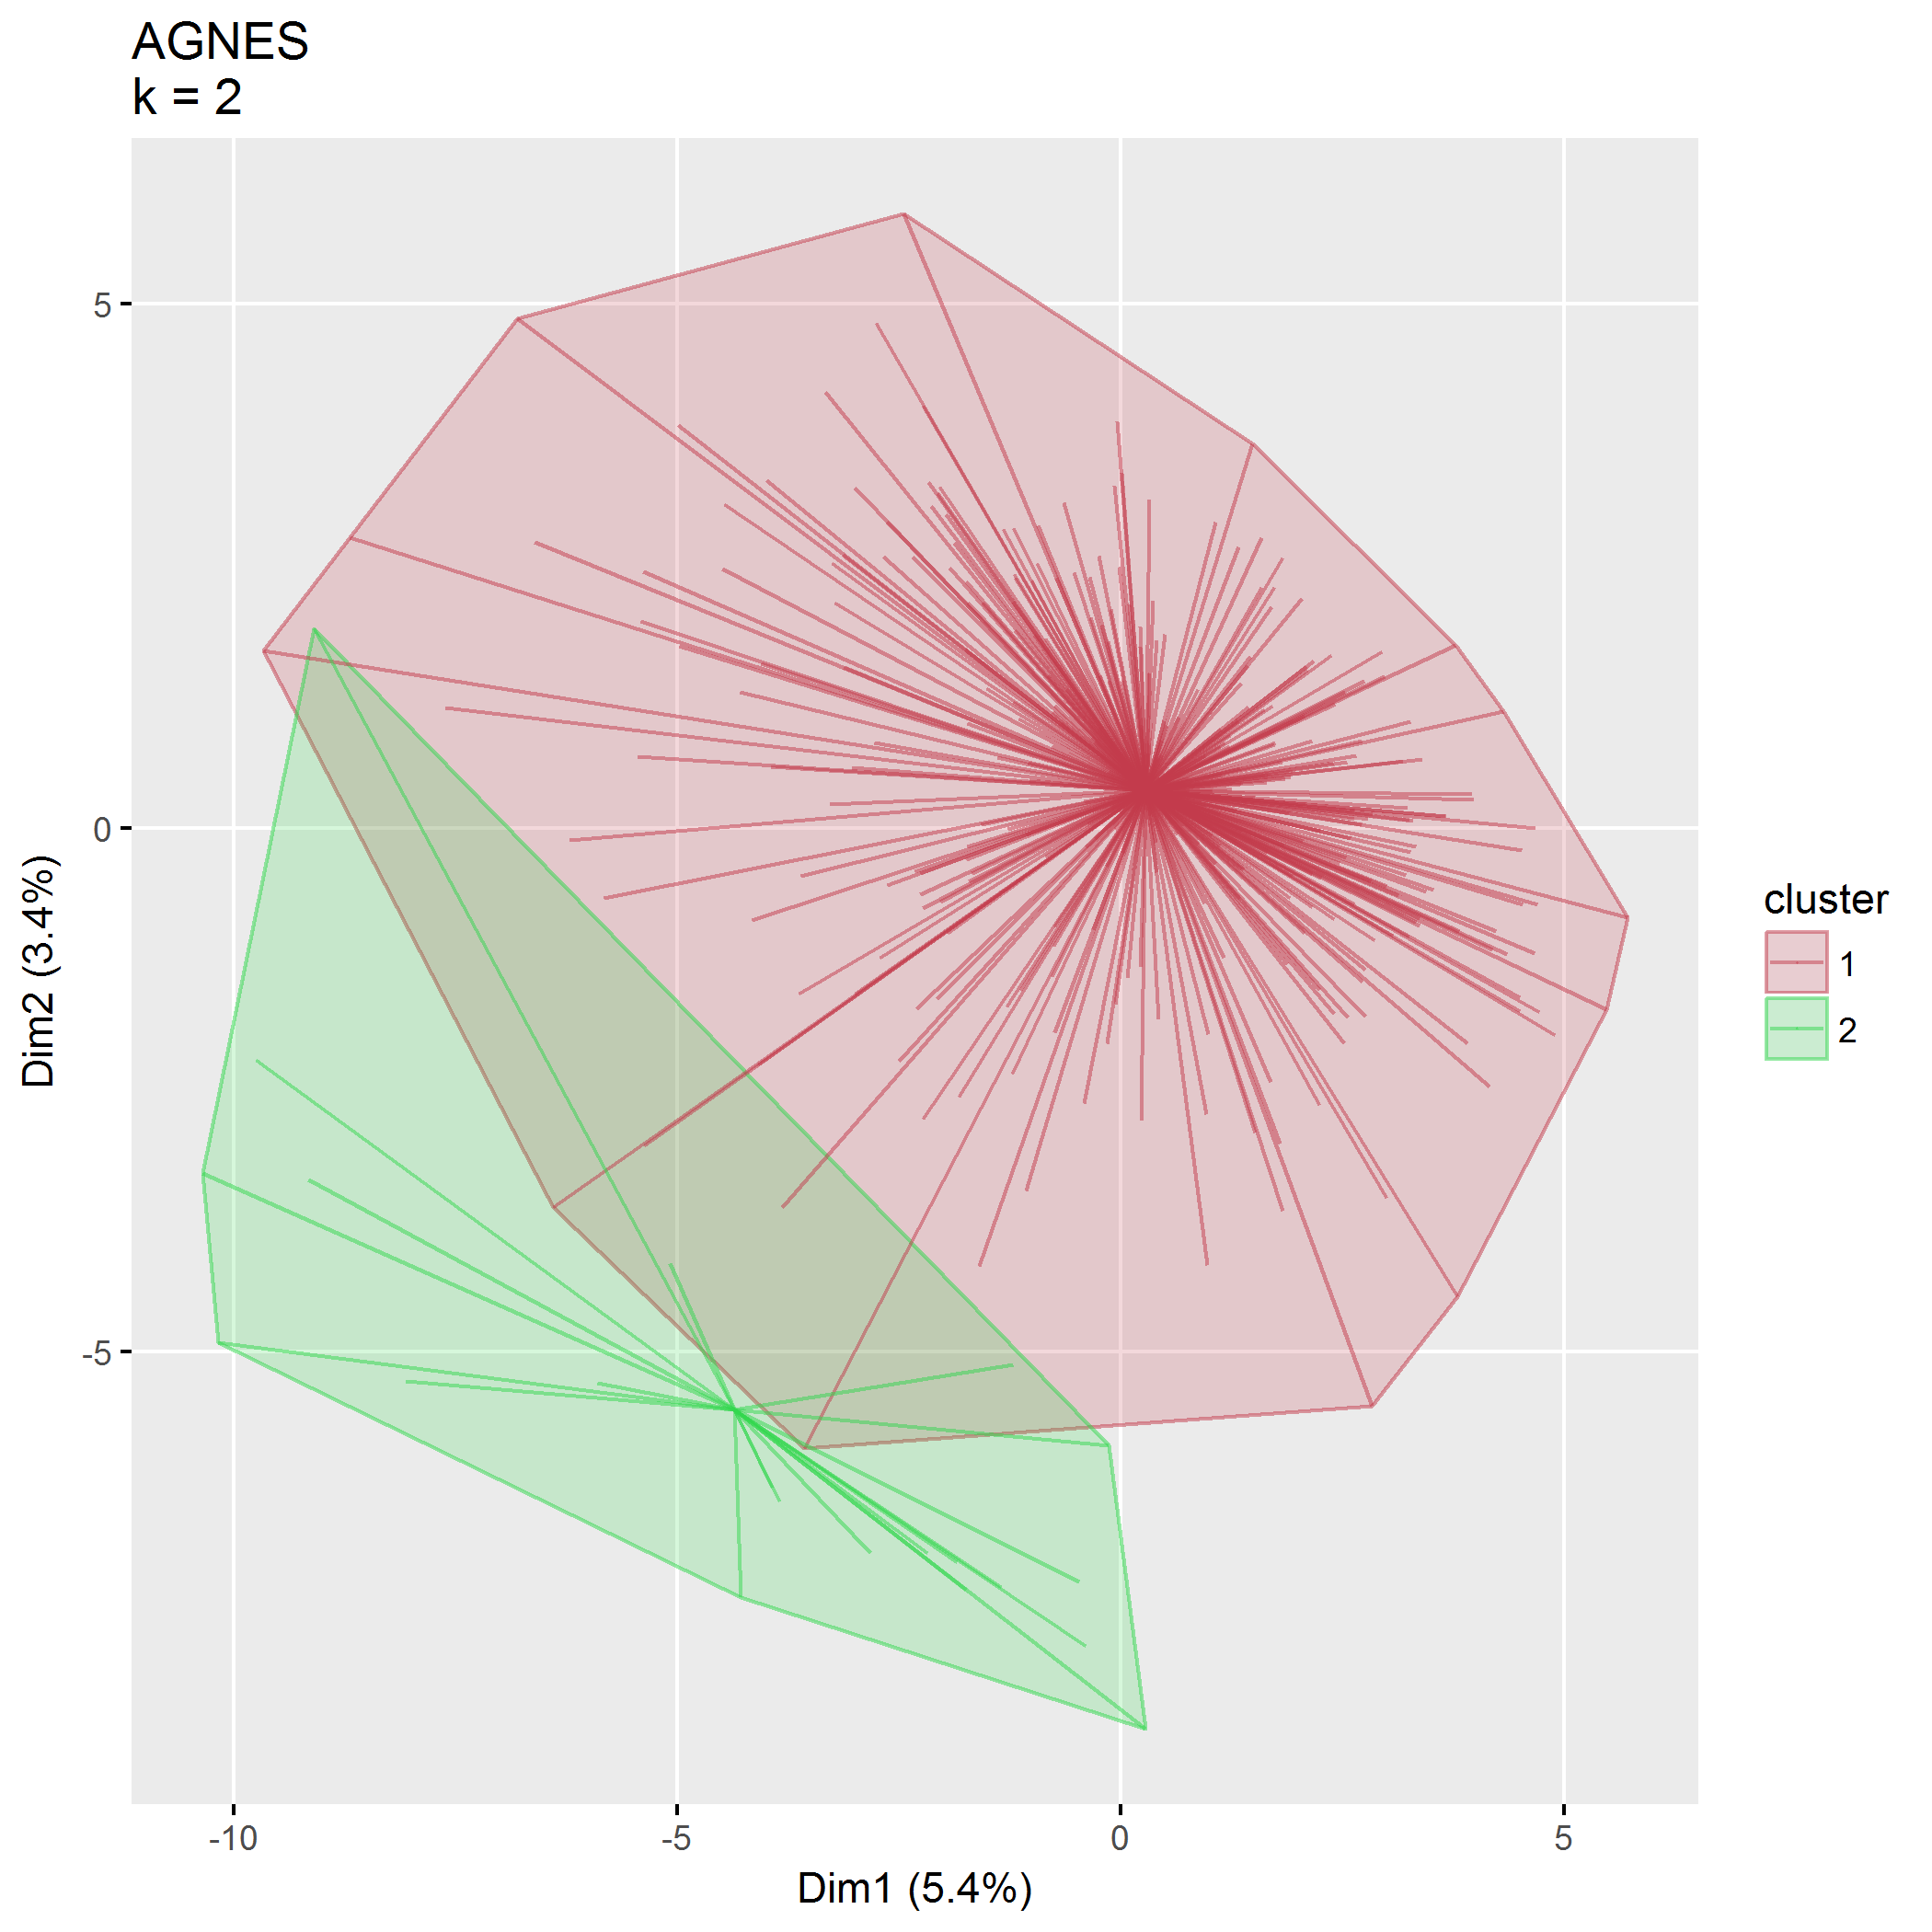 AGNES
k = 2
5
0
-5
Dim2 (3.4%)
-10
-5
0
5
Dim1 (5.4%)
cluster
1
2